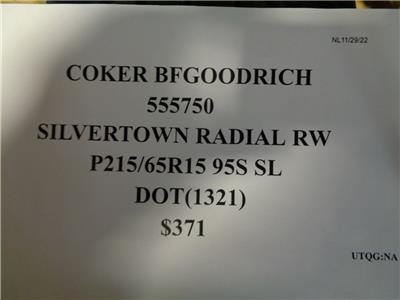 NL11/29/22
COKER BFGOODRICH
555750
SILVERTOWN RADIAL RW
P215/65R15 95S SL
DOT(1321)
$371
UTQG:NA